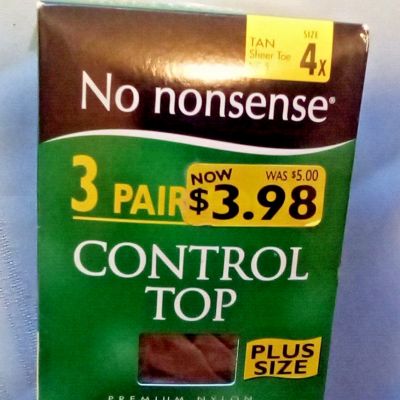 TAN
Sheer Toe
SIZE
4x
No nonsense®
3 PAIR
NOW
WAS $5.00
$3.98
CONTROL
TOP
PLUS
SIZE
PREMIUM NYLON